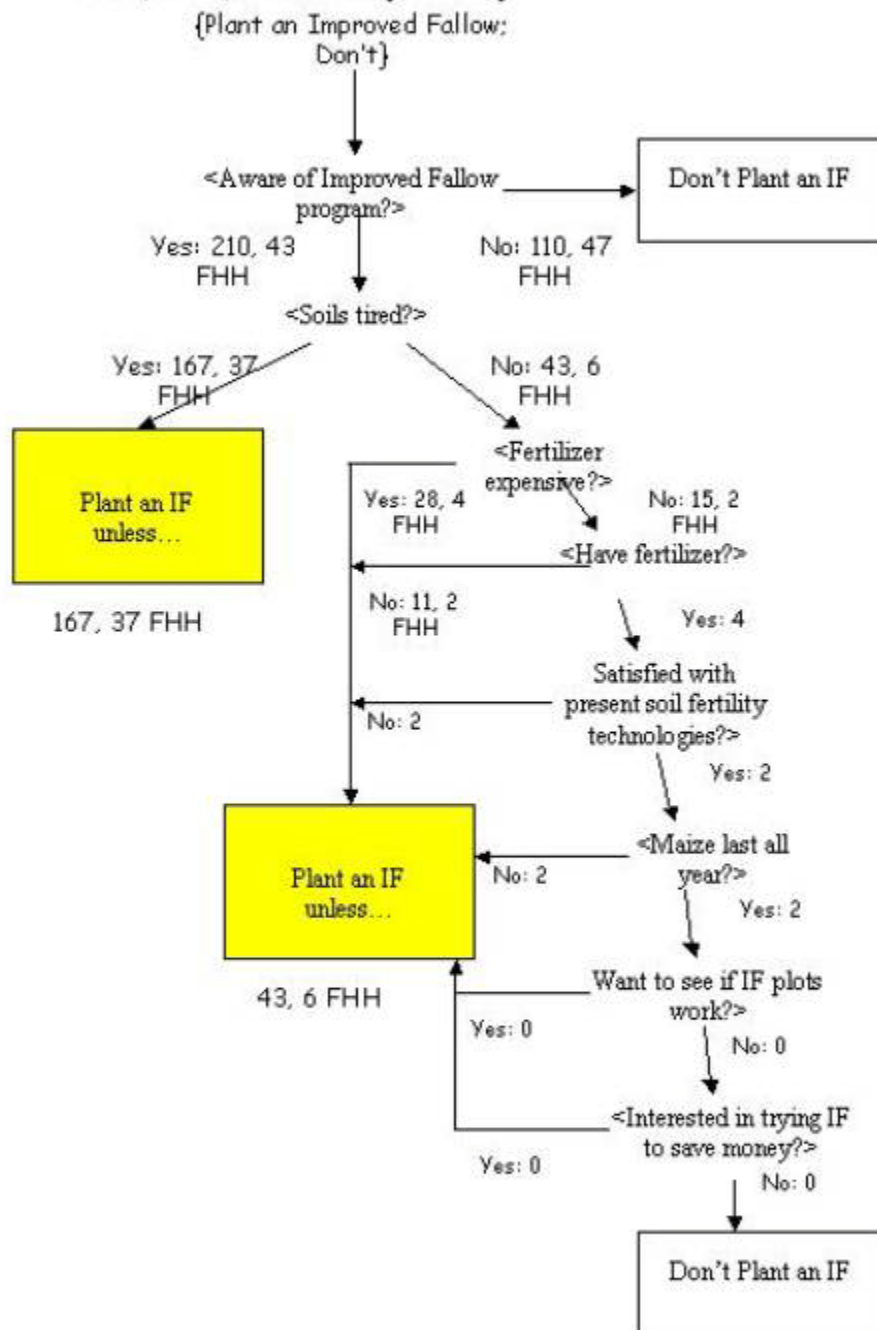 {Plant an Improved Fallow;
Don't}
<Aware of Improved Fallow
program?>
Don't Plant an IF
Yes: 210, 43
FHH
No: 110, 47
FHH
<Soils tired?>
Yes: 167, 37
FHH
No: 43, 6
FHH
Plant an IF
unless...
167, 37 FHH
<Fertilizer
expensive?>
Yes: 28, 4
FHH
No: 15, 2
FHH
<Have fertilizer?>
No: 11, 2
FHH
Yes: 4
Satisfied with
present soil fertility
technologies?>
No: 2
Yes: 2
<Maize last all
year?>
No: 2
Yes: 2
Plant an IF
unless...
43, 6 FHH
Want to see if IF plots
work?>
Yes: 0
No: 0
<Interested in trying IF
to save money?>
Yes: 0
No: 0
Don't Plant an IF